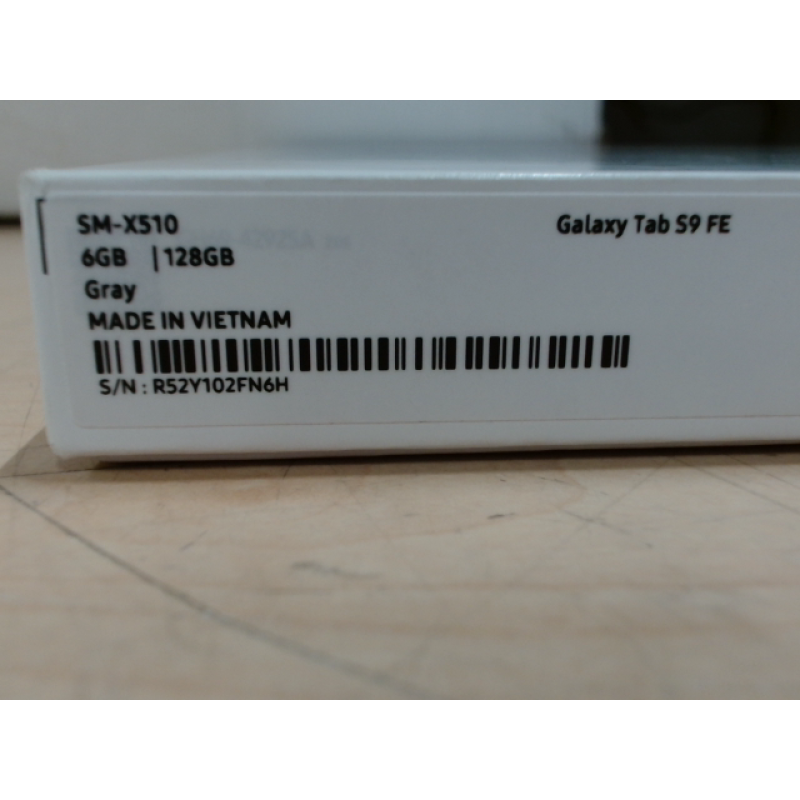 SM-X510
Galaxy Tab S9 FE
6GB | 128GB
Gray
MADE IN VIETNAM
S/N : R52Y102FN6H